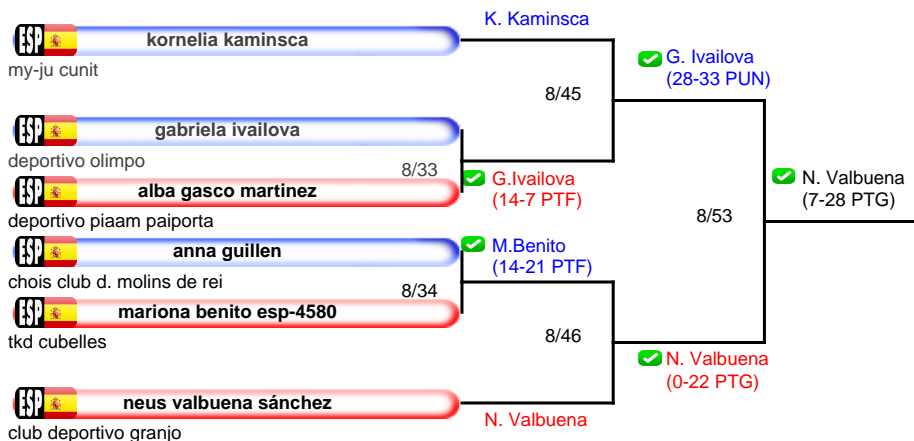 K. Kaminsca
ESP kornelia kaminsca
my-ju cunit
G. Ivailova
(28-33 PUN)
8/45
ESP gabriela ivailova
deportivo olimpo
8/33
G.Ivailova
(14-7 PTF)
ESP alba gasco martinez
deportivo piaam paiporta
N. Valbuena
(7-28 PTG)
8/53
ESP anna guillen
chois club d. molins de rei
M.Benito
(14-21 PTF)
8/34
ESP mariona benito esp-4580
tkd cubelles
8/46
N. Valbuena
(0-22 PTG)
ESP neus valbuena sánchez
club deportivo granjo
N. Valbuena